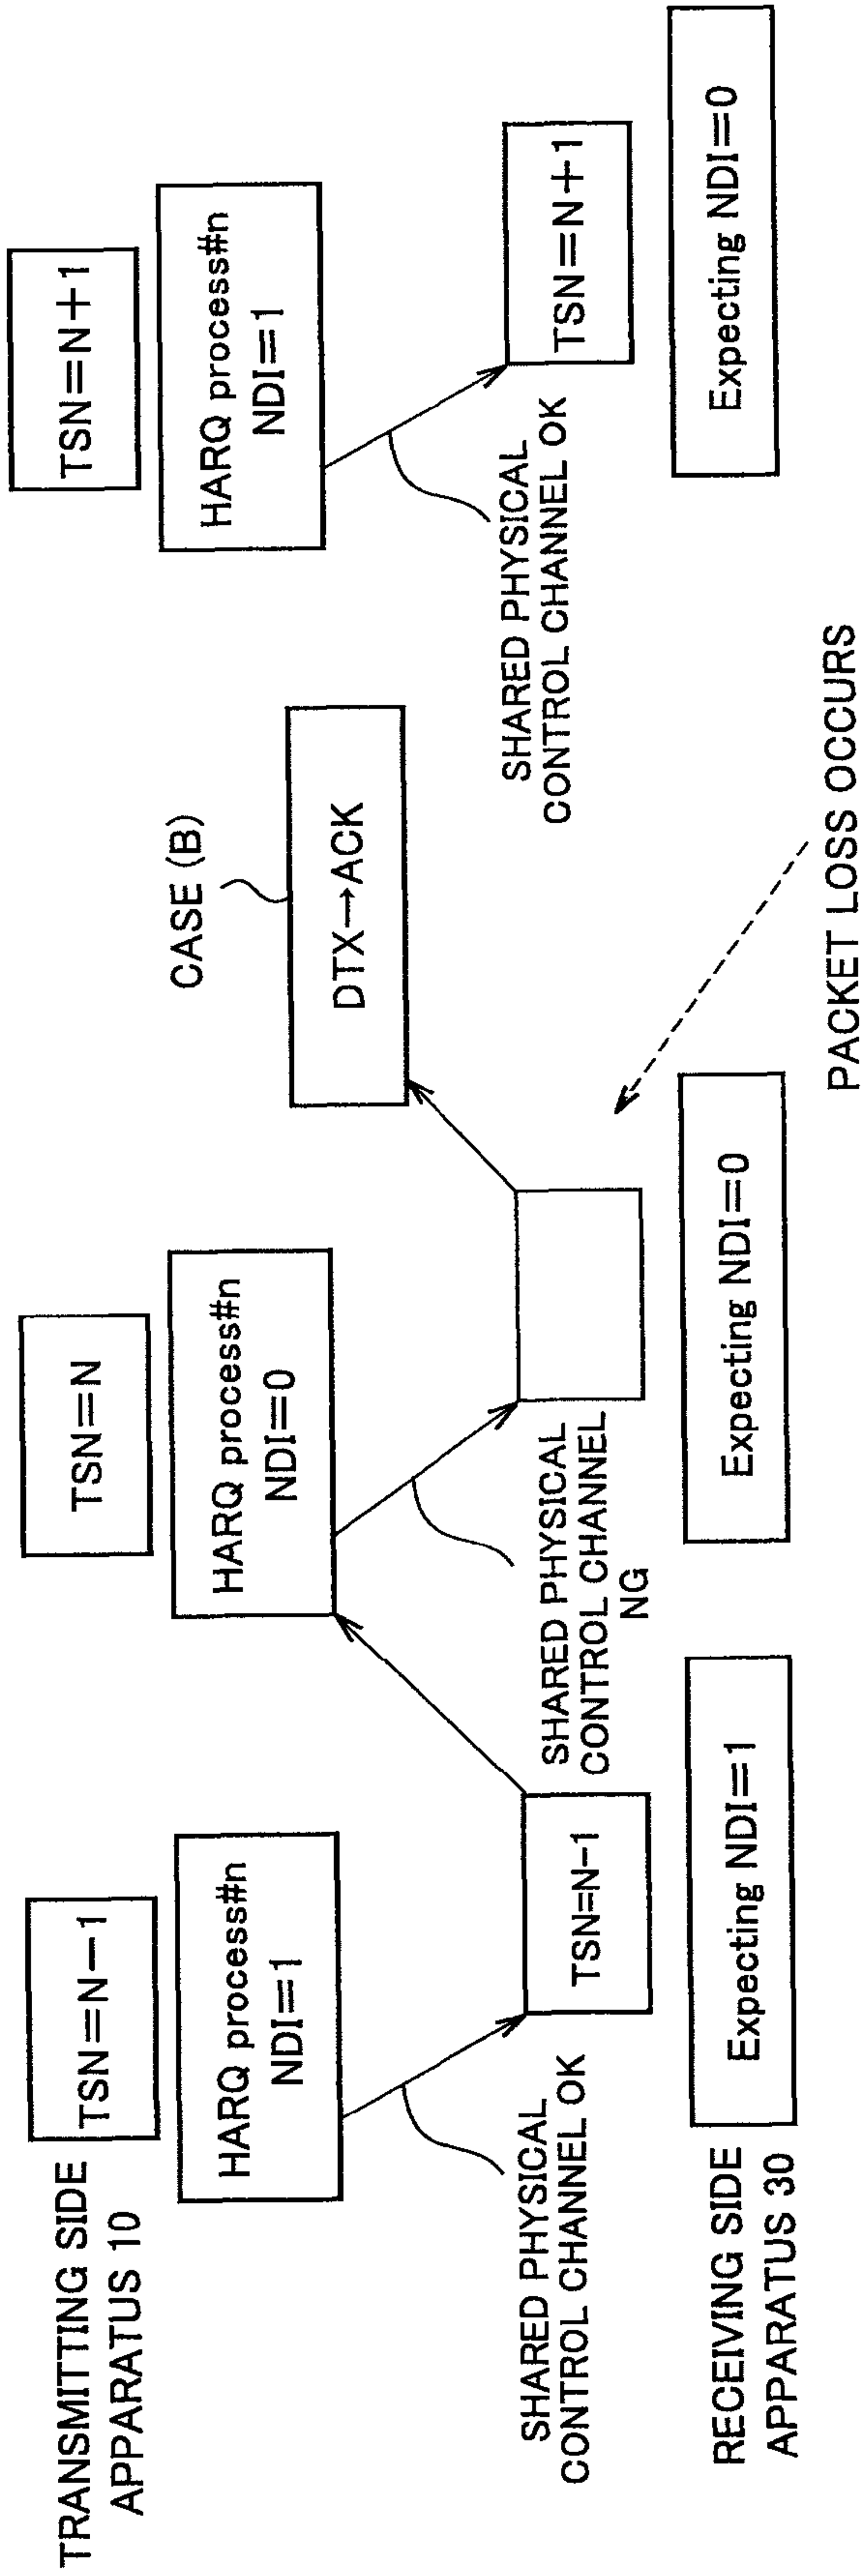 TRANSMITTING SIDE
APPARATUS 10
TSN=N−1
HARQ process#n
NDI=1
SHARED PHYSICAL
CONTROL CHANNEL OK
TSN=N-1
RECEIVING SIDE
APPARATUS 30
Expecting NDI=1
TSN=N
HARQ process#n
NDI=0
SHARED PHYSICAL
CONTROL CHANNEL
NG
Expecting NDI=0
CASE (B)
DTX→ACK
PACKET LOSS OCCURS
TSN=N+1
HARQ process#n
NDI=1
SHARED PHYSICAL
CONTROL CHANNEL OK
TSN=N+1
Expecting NDI=0